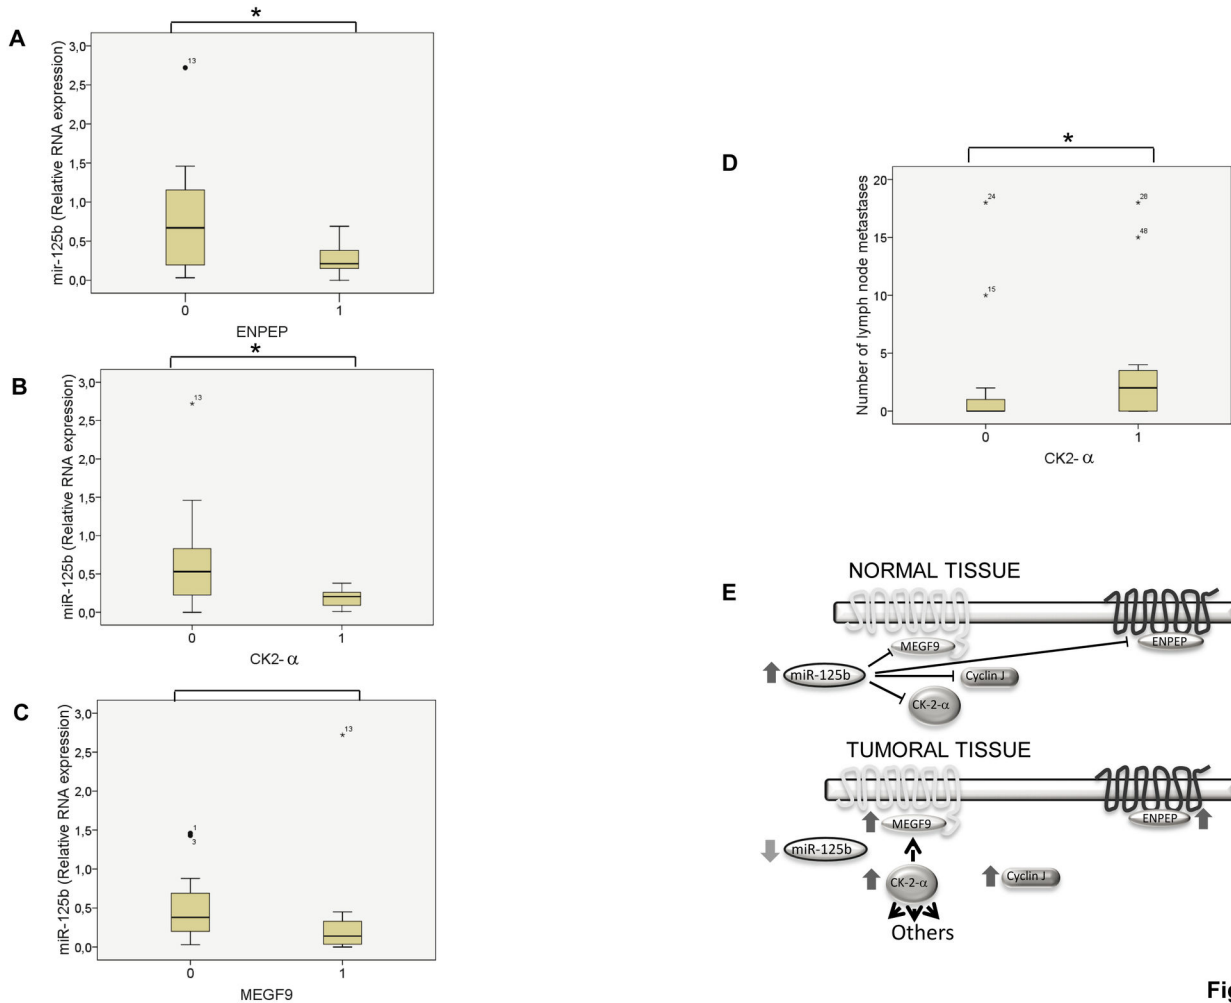 A
*
mir-125b (Relative RNA expression)
3,0
2,5
2,0
1,5
1,0
0,5
0,0
13
0
1
ENPEP
B
*
miR-125b (Relative RNA expression)
3,0
2,5
2,0
1,5
1,0
0,5
0,0
*13
0
1
CK2- α
C
miR-125b (Relative RNA expression)
3,0
2,5
2,0
1,5
1,0
0,5
0,0
1
3
*13
0
1
MEGF9
D
*
Number of lymph node metastases
20
15
10
5
0
*24
*15
*28
*48
0
1
CK2- α
E
NORMAL TISSUE
MEGF9
ENPEP
miR-125b
Cyclin J
CK-2-α
TUMORAL TISSUE
MEGF9
ENPEP
miR-125b
CK-2-α
Cyclin J
Others
Fig